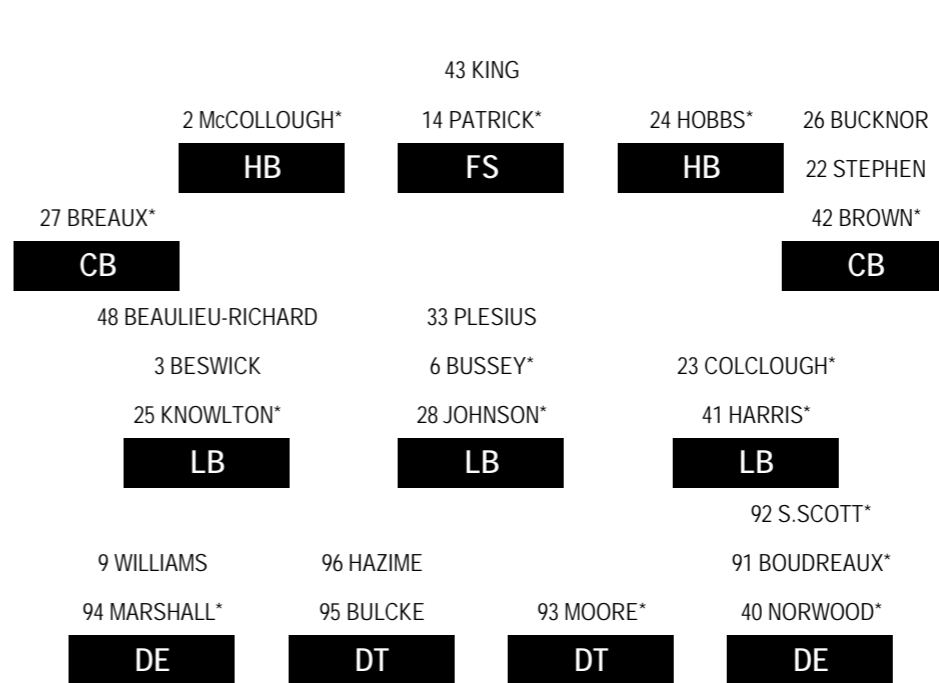 43 KING
2 McCOLLOUGH* 14 PATRICK* 24 HOBBS* 26 BUCKNOR
HB FS HB 22 STEPHEN
27 BREAUX* 42 BROWN*
CB CB
48 BEAULIEU-RICHARD 33 PLESIUS
3 BESWICK 6 BUSSEY* 23 COLCLOUGH*
25 KNOWLTON* 28 JOHNSON* 41 HARRIS*
LB LB LB
92 S.SCOTT*
9 WILLIAMS 96 HAZIME 91 BOUDREAUX*
94 MARSHALL* 95 BULCKE 93 MOORE* 40 NORWOOD*
DE DT DT DE